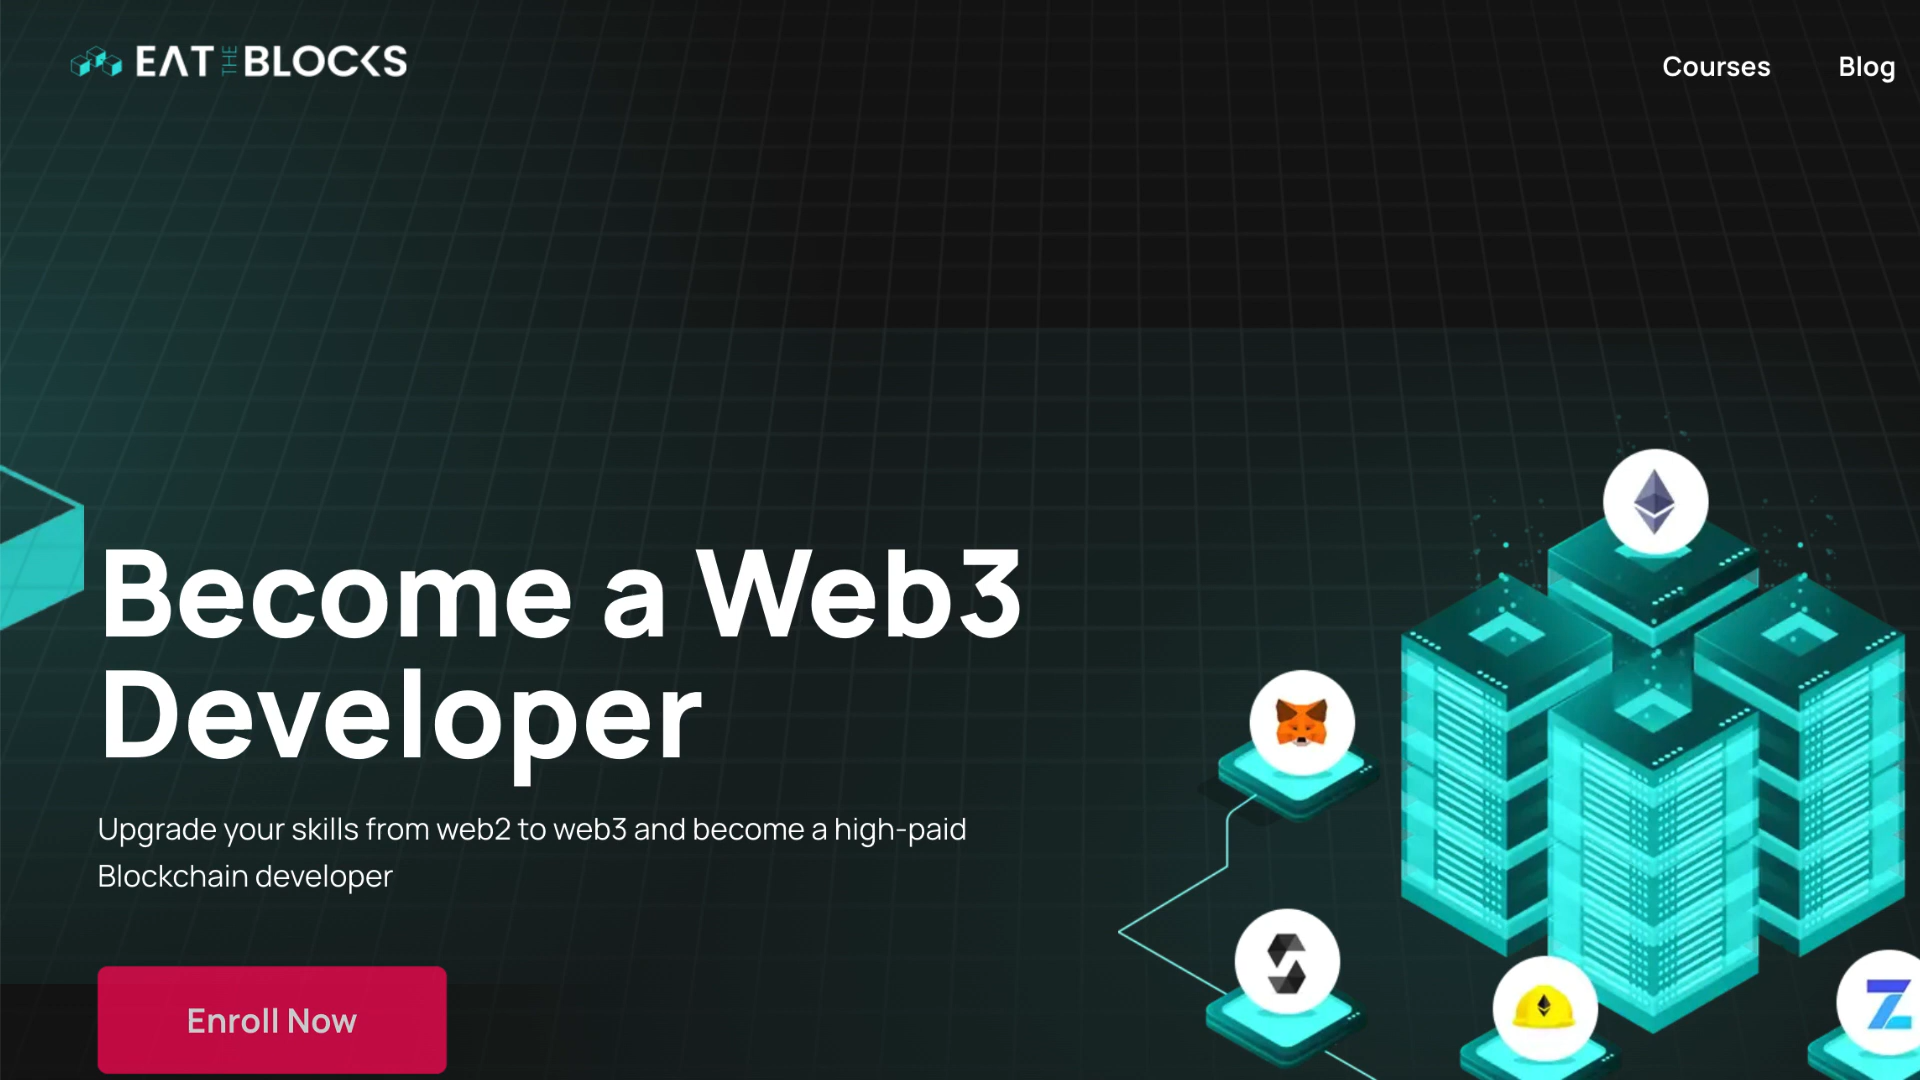 EAT THE BLOCKS
Courses
Blog
Become a Web3
Developer
Upgrade your skills from web2 to web3 and become a high-paid
Blockchain developer
Enroll Now